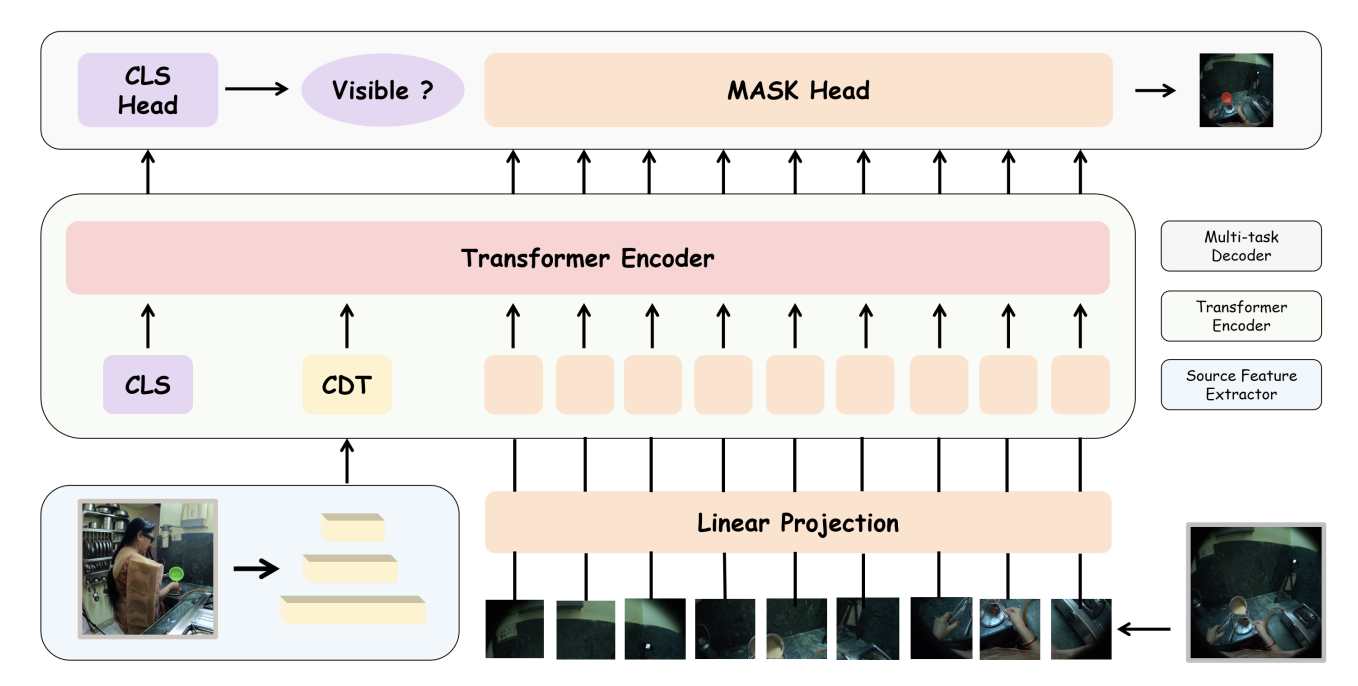 CLS
Head
Visible ?
MASK Head
Transformer Encoder
Multi-task
Decoder
Transformer
Encoder
Source Feature
Extractor
CLS
CDT
Linear Projection